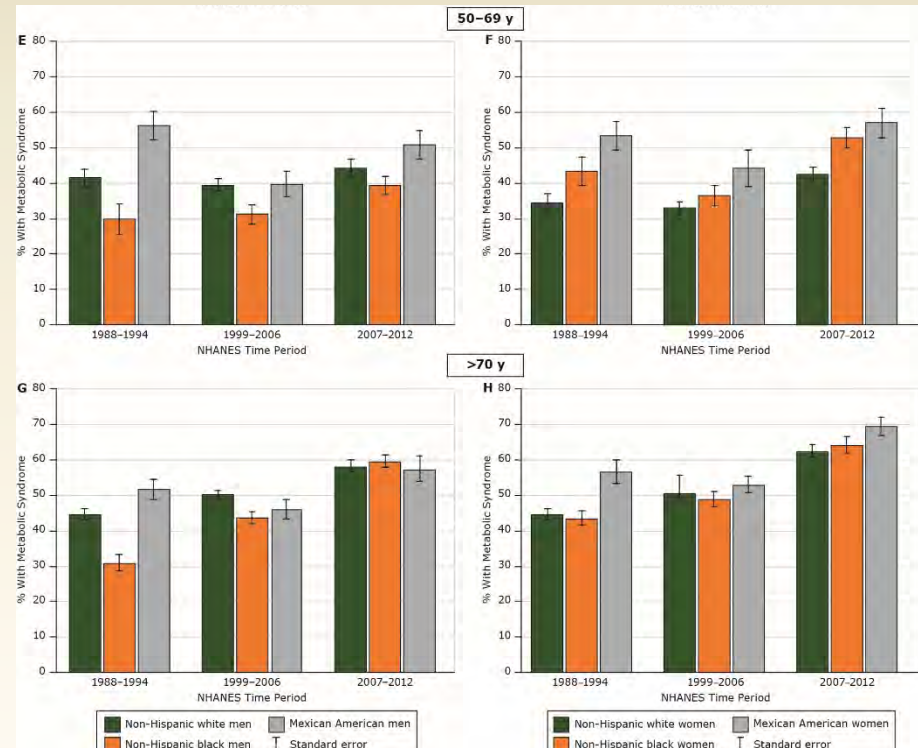 50–69 y
E
% With Metabolic Syndrome
80
70
60
50
40
30
20
10
0
1988–1994 1999–2006 2007–2012
NHANES Time Period
F
% With Metabolic Syndrome
80
70
60
50
40
30
20
10
0
1988–1994 1999–2006 2007–2012
NHANES Time Period
>70 y
G
% With Metabolic Syndrome
80
70
60
50
40
30
20
10
0
1988–1994 1999–2006 2007–2012
NHANES Time Period
Non-Hispanic white men Mexican American men
Non-Hispanic black men Standard error
H
% With Metabolic Syndrome
80
70
60
50
40
30
20
10
0
1988–1994 1999–2006 2007–2012
NHANES Time Period
Non-Hispanic white women Mexican American women
Non-Hispanic black women Standard error